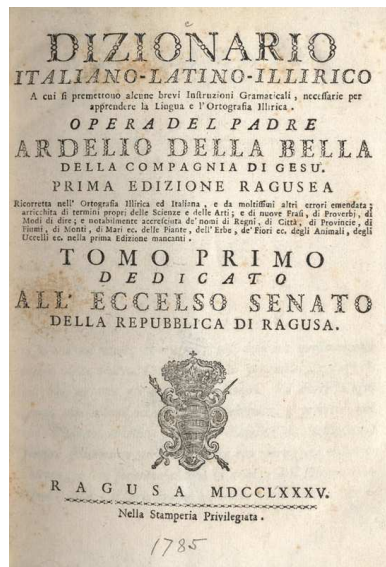 DIZIONARIO
ITALIANO-LATINO-ILLIRICO
A cui si premettono alcune brevi Instruzioni Gramaticali, necessarie per
apprendere la Lingua e l'Ortografia Illirica.
OPERA DEL PADRE
ARDELIO DELLA BELLA
DELLA COMPAGNIA DI GESU'.
PRIMA EDIZIONE RAGUSEA
Ricorretta nell' Ortografia Illirica ed Italiana, e da moltissimi altri errori emendata;
arricchita di termini propri delle Scienze e delle Arti; e di nuove Frasi, di Proverbj, di
Modi di dire; e notabilmente accresciuta de' nomi di Regni, di Città, di Provincie, di
Fiumi, di Monti, di Mari ec. delle Piante, dell' Erbe, de' Fiori ec. degli Animali, degli
Uccelli ec. nella prima Edizione mancanti.
TOMO PRIMO
DEDICATO
ALL' ECCELSO SENATO
DELLA REPUBBLICA DI RAGUSA.
RAGUSA MDCCLXXXV.
Nella Stamperia Privilegiata.
1785